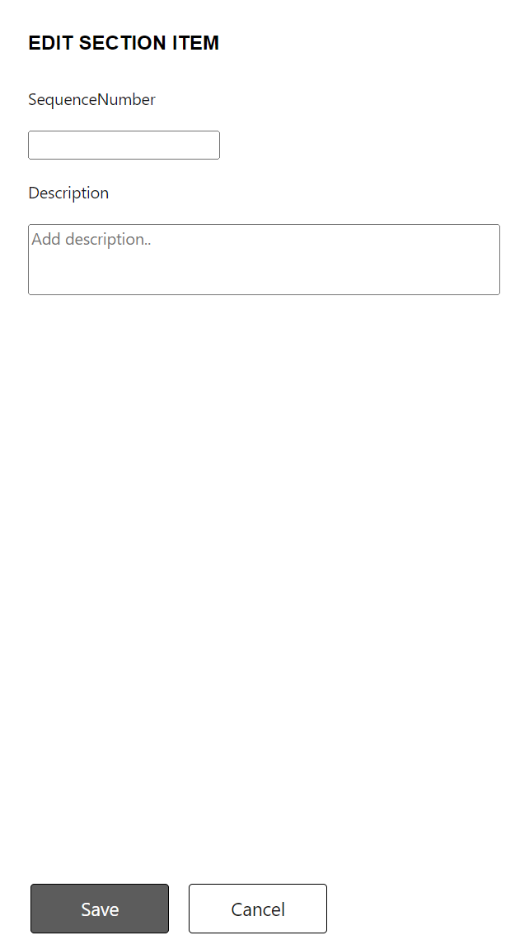 EDIT SECTION ITEM
SequenceNumber
Description
Add description..
Save
Cancel